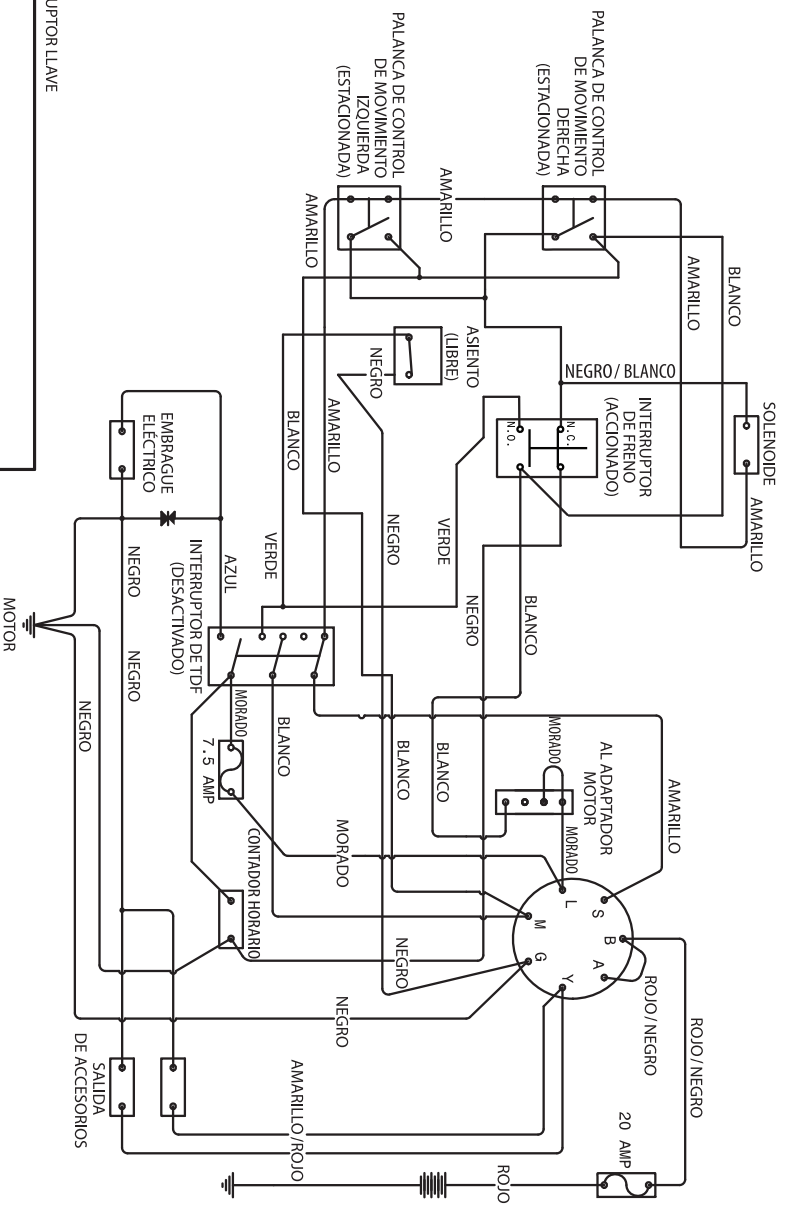 UPTOR LLAVE
PALANCA DE CONTROL
DE MOVIMIENTO
DERECHA
(ESTACIONADA)
PALANCA DE CONTROL
DE MOVIMIENTO
IZQUIERDA
(ESTACIONADA)
AMARILLO
AMARILLO
AMARILLO
BLANCO
NEGRO/ BLANCO
SOLENOIDE
AMARILLO
ASIENTO
(LIBRE)
NEGRO
INTERRUPTOR
DE FRENO
(ACCIONADO)
N.C.
N.O.
AMARILLO
BLANCO
NEGRO
VERDE
VERDE
NEGRO
BLANCO
EMBRAGUE
ELÉCTRICO
AZUL
INTERRUPTOR DE TDF
(DESACTIVADO)
NEGRO
NEGRO
MOTOR
NEGRO
MORADO
7.5 AMP
BLANCO
BLANCO
BLANCO
MORADO
AL ADAPTADOR
MOTOR
MORADO
MORADO
AMARILLO
CONTADOR HORARIO
L
S
B
A
Y
G
M
NEGRO
NEGRO
ROJO / NEGRO
ROJO / NEGRO
20 AMP
ROJO
AMARILLO/ROJO
SALIDA
DE ACCESORIOS